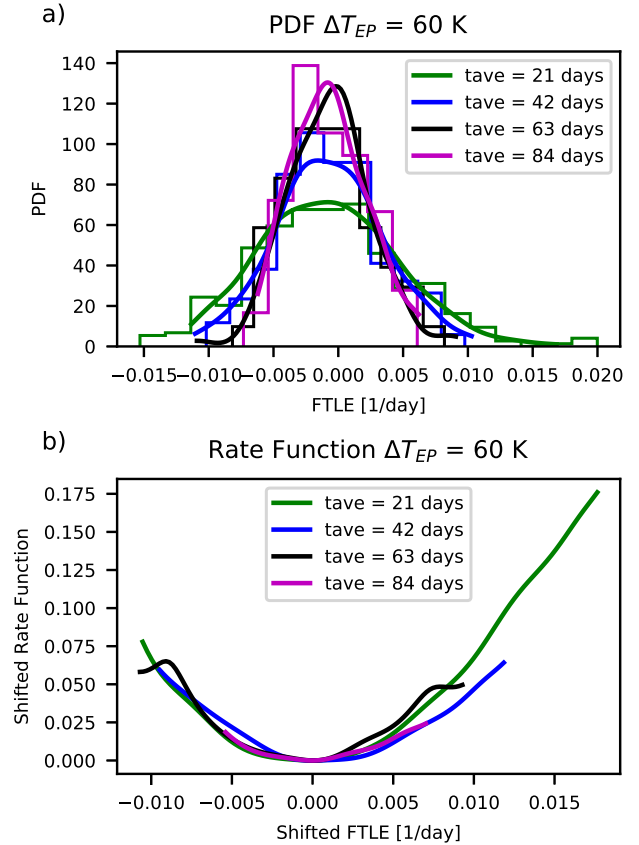 a)
PDF ΔT_EP = 60 K
140
120
100
80
60
40
20
0
PDF
tave = 21 days
tave = 42 days
tave = 63 days
tave = 84 days
−0.015 −0.010 −0.005 0.000 0.005 0.010 0.015 0.020
FTLE [1/day]
b)
Rate Function ΔT_EP = 60 K
0.175
0.150
0.125
0.100
0.075
0.050
0.025
0.000
Shifted Rate Function
tave = 21 days
tave = 42 days
tave = 63 days
tave = 84 days
−0.010 −0.005 0.000 0.005 0.010 0.015
Shifted FTLE [1/day]